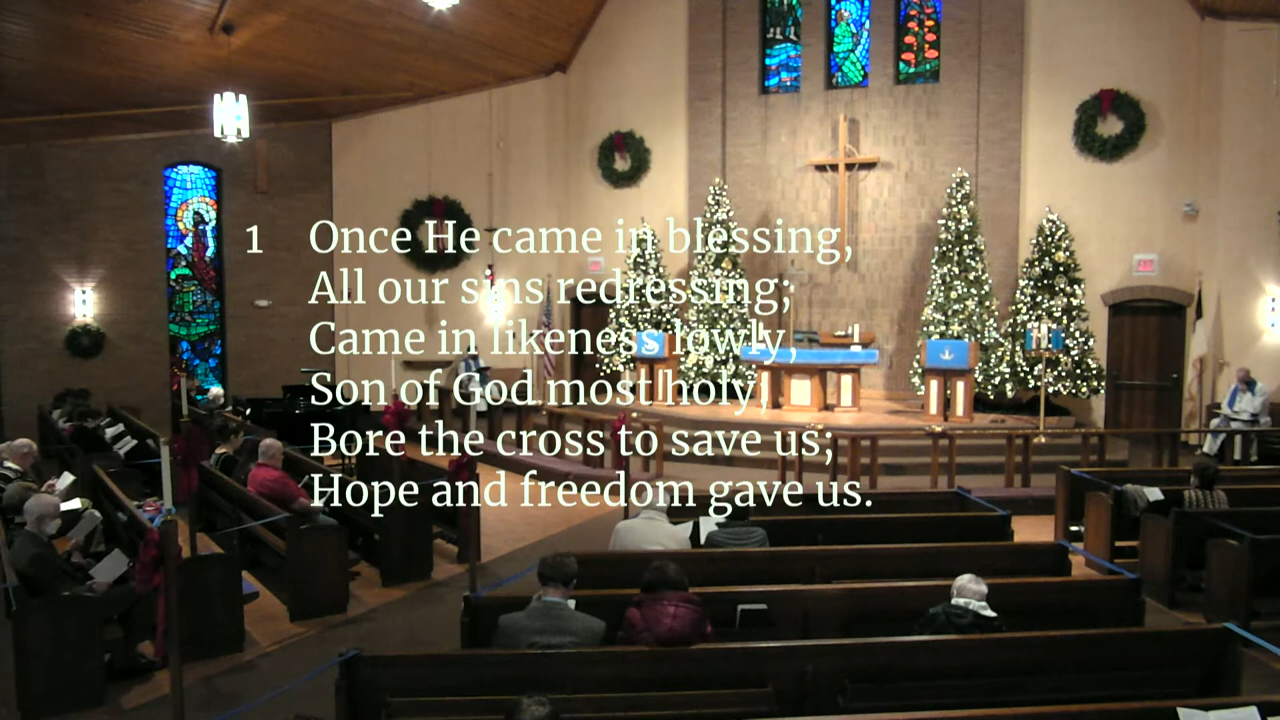 1 Once He came in blessing,
All our sins redressing;
Came in likeness lowly,
Son of God most holy;
Bore the cross to save us;
Hope and freedom gave us.